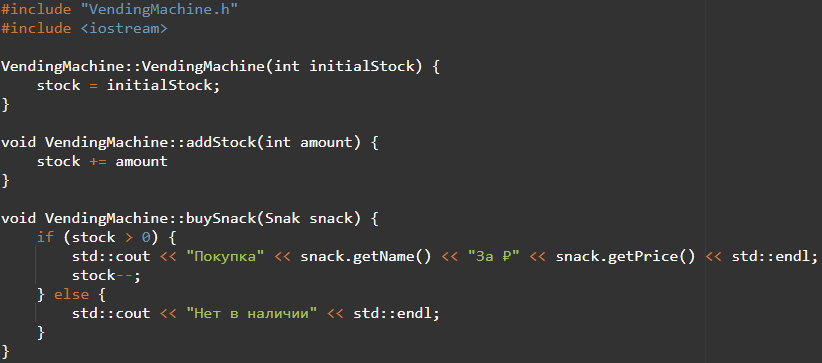 #include "VendingMachine.h"
#include <iostream>
VendingMachine::VendingMachine(int initialStock) {
stock = initialStock;
}
void VendingMachine::addStock(int amount) {
stock += amount
}
void VendingMachine::buySnack(Snak snack) {
if (stock > 0) {
std::cout << "Покупка" << snack.getName() << "За ₽" << snack.getPrice() << std::endl;
stock--;
} else {
std::cout << "Нет в наличии" << std::endl;
}
}